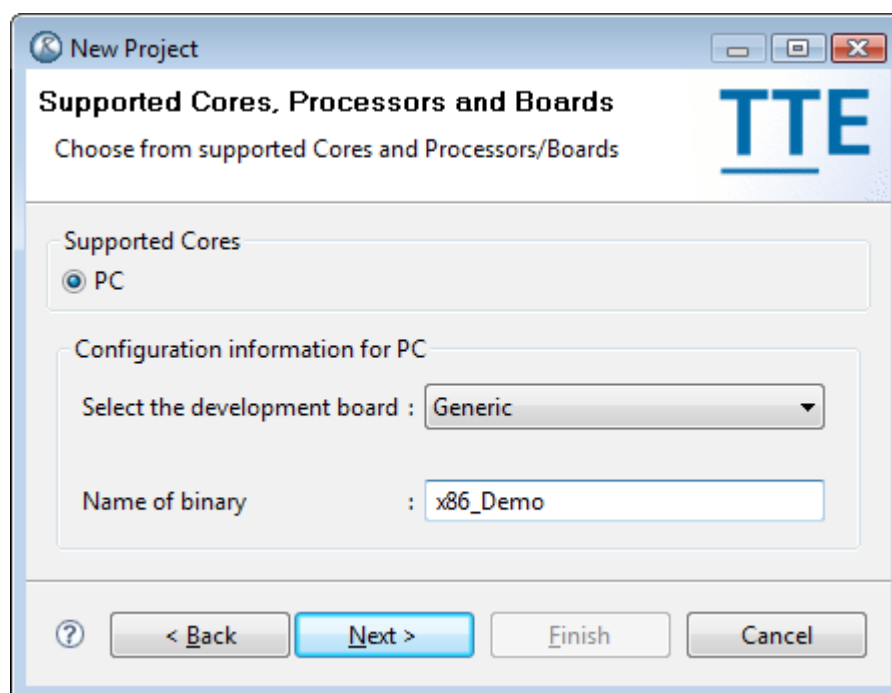 New Project
Supported Cores, Processors and Boards
TTE
Choose from supported Cores and Processors/Boards
Supported Cores
PC
Configuration information for PC
Select the development board : Generic
Name of binary : x86_Demo
? < Back Next > Finish Cancel